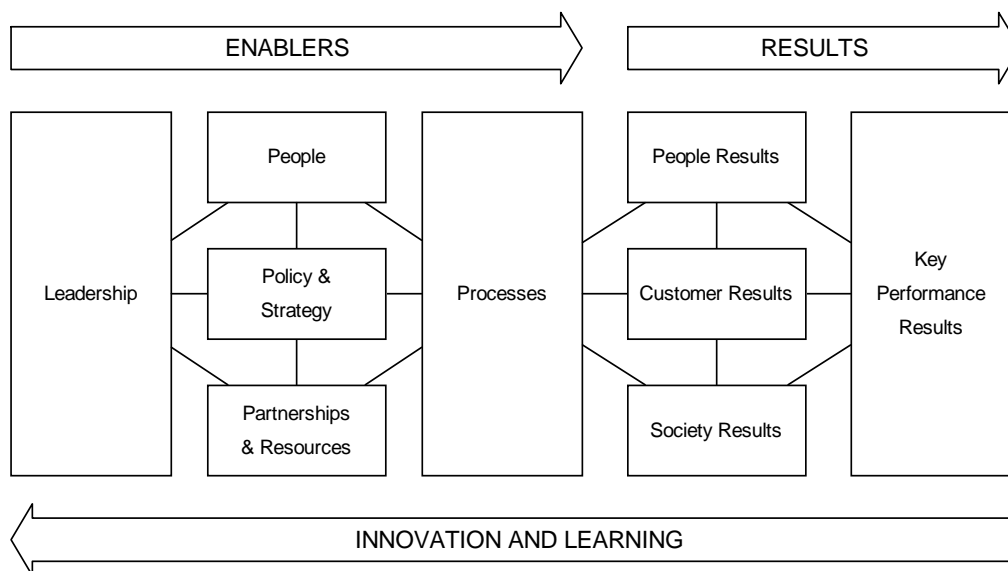 ENABLERS
RESULTS
People
People Results
Leadership
Policy &
Strategy
Processes
Customer Results
Key
Performance
Results
Partnerships
& Resources
Society Results
INNOVATION AND LEARNING